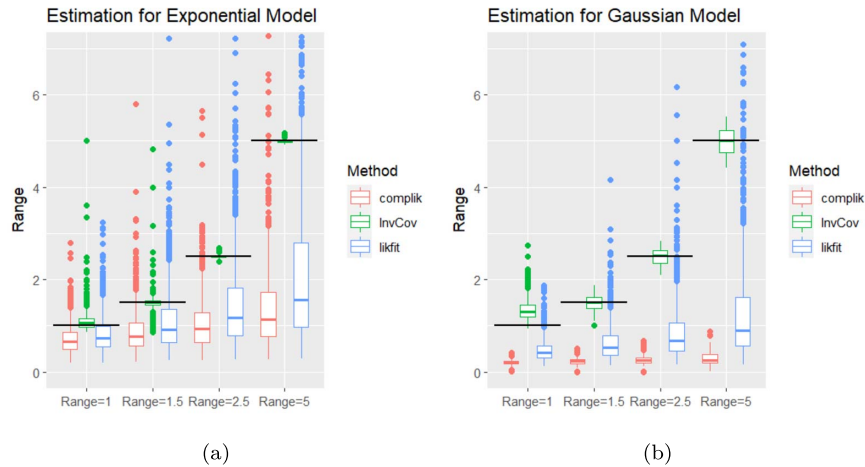 Estimation for Exponential Model
Range
6
4
2
0
Range=1 Range=1.5 Range=2.5 Range=5
Method
complik
InvCov
likfit
(a)
Estimation for Gaussian Model
Range
6
4
2
0
Range=1 Range=1.5 Range=2.5 Range=5
Method
complik
InvCov
likfit
(b)